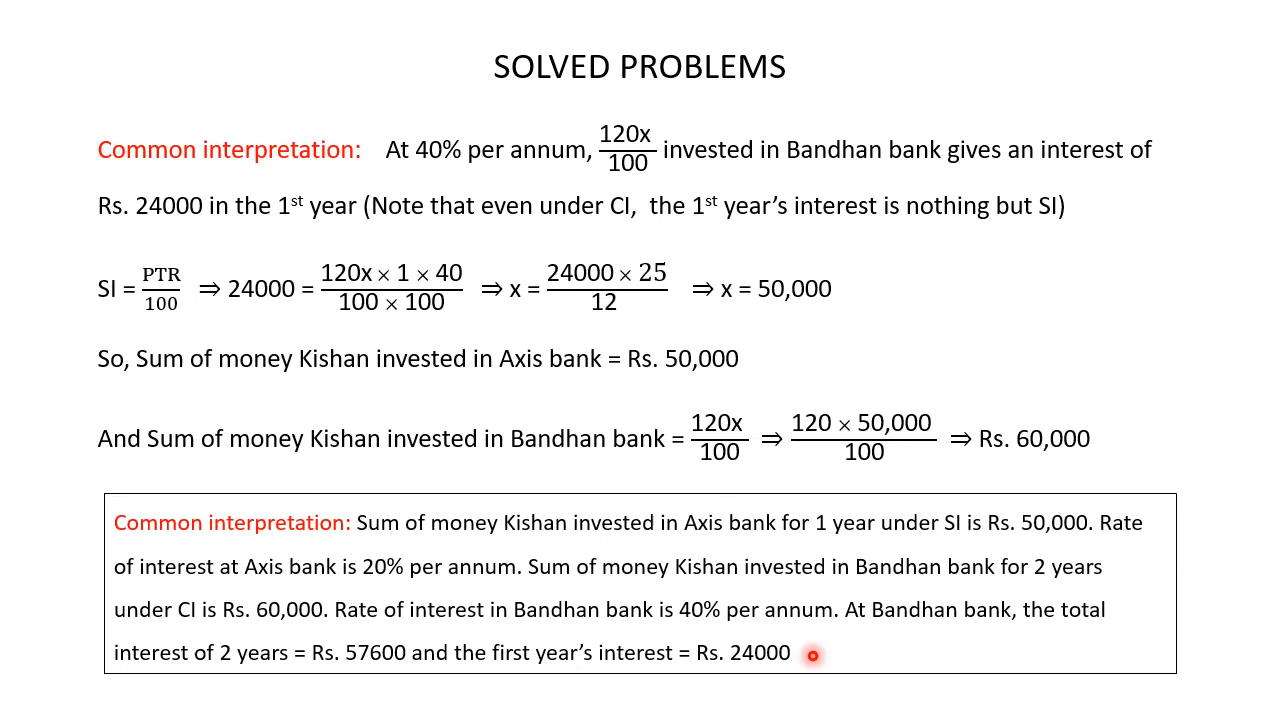 SOLVED PROBLEMS
Common interpretation: At 40% per annum, 120x/100 invested in Bandhan bank gives an interest of
Rs. 24000 in the 1st year (Note that even under CI, the 1st year’s interest is nothing but SI)
SI = PTR/100 ⇒ 24000 = 120x × 1 × 40/100 × 100 ⇒ x = 24000 × 25/12 ⇒ x = 50,000
So, Sum of money Kishan invested in Axis bank = Rs. 50,000
And Sum of money Kishan invested in Bandhan bank = 120x/100 ⇒ 120 × 50,000/100 ⇒ Rs. 60,000
Common interpretation: Sum of money Kishan invested in Axis bank for 1 year under SI is Rs. 50,000. Rate
of interest at Axis bank is 20% per annum. Sum of money Kishan invested in Bandhan bank for 2 years
under CI is Rs. 60,000. Rate of interest in Bandhan bank is 40% per annum. At Bandhan bank, the total
interest of 2 years = Rs. 57600 and the first year’s interest = Rs. 24000